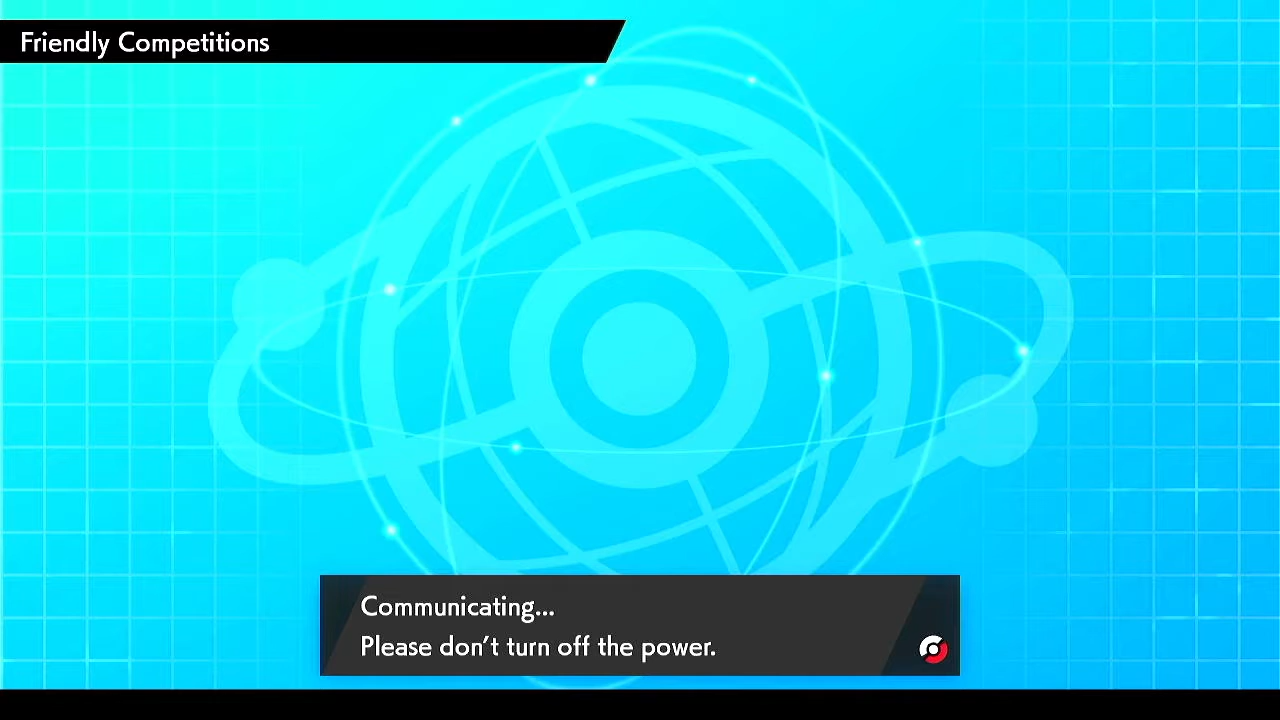 Friendly Competitions
Communicating...
Please don't turn off the power.